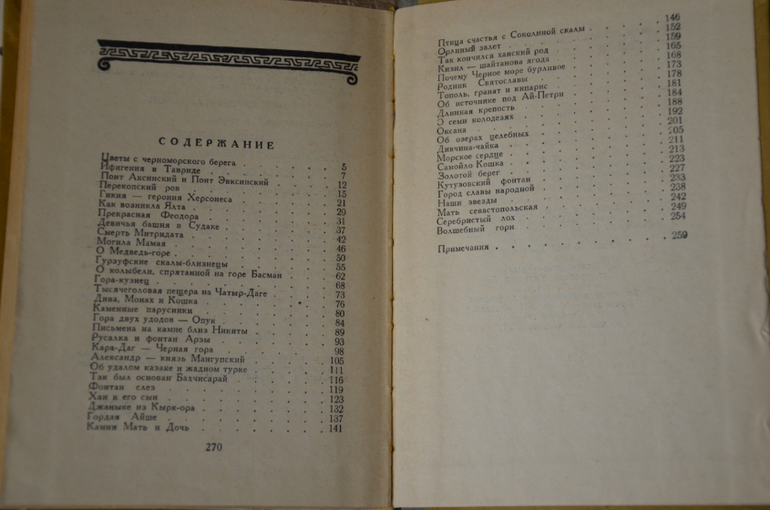 СОДЕРЖАНИЕ
Цветы с черноморского берега . . . . 5
Ифигения в Тавриде . . . . 7
Понт Аксинский и Понт Эвксинский . . . . 12
Перекопский ров . . . . 15
Гикия — героиня Херсонеса . . . . 21
Как возникла Ялта . . . . 29
Прекрасная Феодора . . . . 31
Девичья башня в Судаке . . . . 37
Смерть Митридата . . . . 42
Могила Мамая . . . . 46
О Медведь-горе . . . . 50
Гурзуфские скалы-близнецы . . . . 55
О колыбели, спрятанной на горе Басман . . . . 62
Гора-кузнец . . . . 68
Тысячеголовая пещера на Чатыр-Даге . . . . 73
Дива, Монах и Кошка . . . . 76
Каменные парусники . . . . 80
Гора двух удодов — Опук . . . . 84
Письмена на камне близ Никиты . . . . 89
Русалка и фонтан Арзы . . . . 93
Кара-Даг — Черная гора . . . . 98
Александр — князь Мангупский . . . . 105
Об удалом казаке и жадном турке . . . . 111
Так был основан Бахчисарай . . . . 116
Фонтан слез . . . . 119
Хан и его сын . . . . 123
Джаныке из Кырк-ора . . . . 132
Гордая Айше . . . . 137
Камни Мать и Дочь . . . . 141
270
Птица счастья с Соколиной скалы . . . . 146
Орлиный залет . . . . 152
Так кончился ханский род . . . . 159
Кизил — шайтанова ягода . . . . 165
Почему Черное море бурливое . . . . 168
Родник Святославы . . . . 173
Тополь, гранат и кипарис . . . . 178
Об источнике под Ай-Петри . . . . 181
Длинная крепость . . . . 184
О семи колодезях . . . . 188
Оксана . . . . 192
Об озерах целебных . . . . 201
Дивчина-чайка . . . . 205
Морское сердце . . . . 211
Самойло Кошка . . . . 213
Золотой берег . . . . 223
Кутузовский фонтан . . . . 227
Город славы народной . . . . 233
Наши звезды . . . . 238
Мать севастопольская . . . . 242
Серебристый лох . . . . 249
Волшебный горн . . . . 254
Примечания . . . . 259